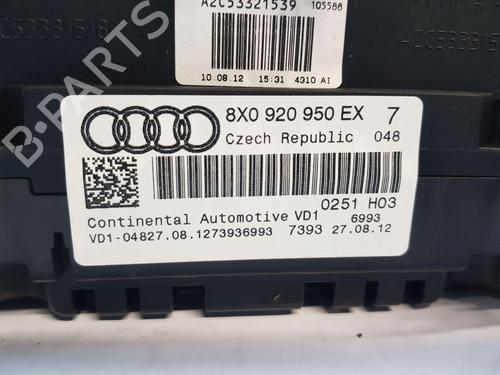 A2C53321539
105588
10.08.12 15:31 4310 AI
8X0 920 950 EX 7
Czech Republic 048
0251 H03
Continental Automotive VD1 6993
VD1-04827.08.1273936993 7393 27.08.12
B-PARTS